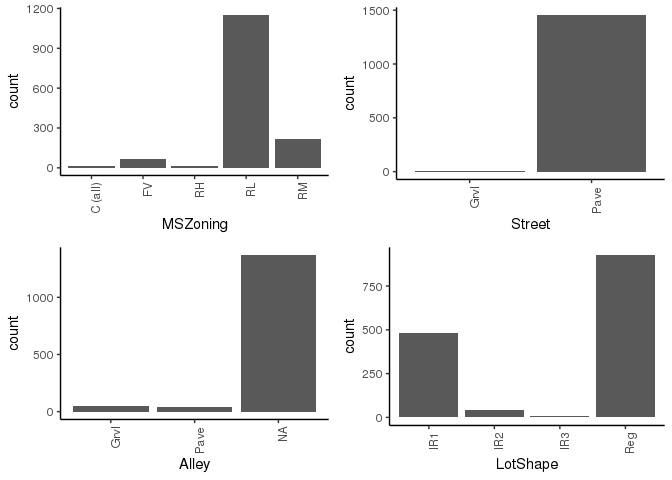 1200
900
600
300
0
count
C (all)
FV
RH
RL
RM
MSZoning
1500
1000
500
0
count
Grvl
Pave
Street
1000
500
0
count
Grvl
Pave
NA
Alley
750
500
250
0
count
IR1
IR2
IR3
Reg
LotShape